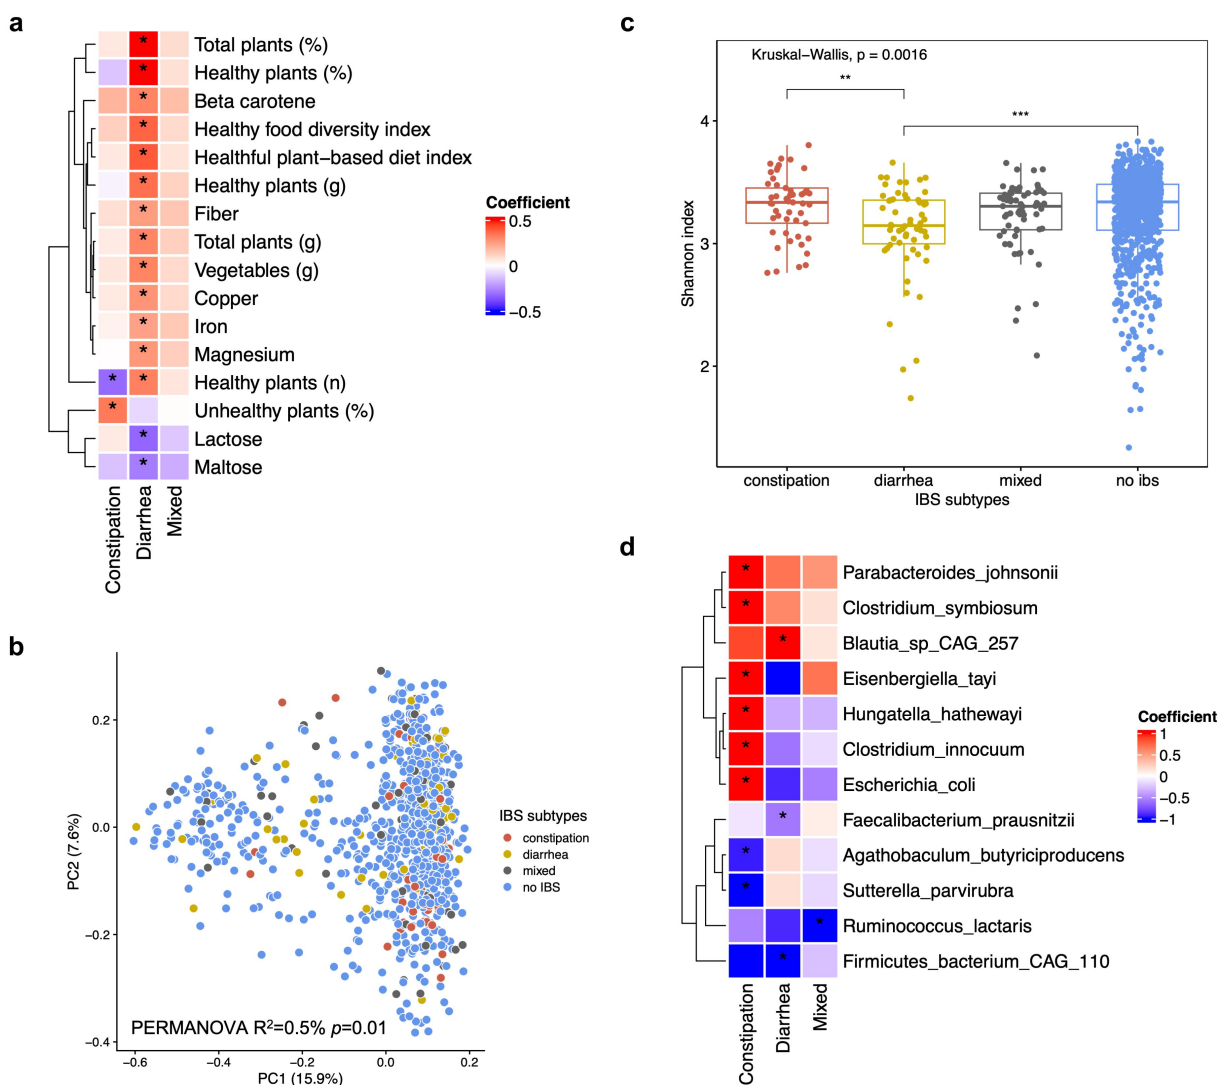 a
Total plants (%)
Healthy plants (%)
Beta carotene
Healthy food diversity index
Healthful plant−based diet index
Healthy plants (g)
Fiber
Total plants (g)
Vegetables (g)
Copper
Iron
Magnesium
Healthy plants (n)
Unhealthy plants (%)
Lactose
Maltose
Constipation
Diarrhea
Mixed
Coefficient
0.5
0
−0.5
b
PC2 (7.6%)
0.2
0.0
−0.2
−0.4
PERMANOVA R²=0.5% p=0.01
−0.6
−0.4
−0.2
0.0
0.2
PC1 (15.9%)
IBS subtypes
constipation
diarrhea
mixed
no IBS
c
Kruskal−Wallis, p = 0.0016
**
***
Shannon index
4
3
2
constipation
diarrhea
mixed
no ibs
IBS subtypes
d
Parabacteroides_johnsonii
Clostridium_symbiosum
Blautia_sp_CAG_257
Eisenbergiella_tayi
Hungatella_hathewayi
Clostridium_innocuum
Escherichia_coli
Faecalibacterium_prausnitzii
Agathobaculum_butyriciproducens
Sutterella_parvirubra
Ruminococcus_lactaris
Firmicutes_bacterium_CAG_110
Constipation
Diarrhea
Mixed
Coefficient
1
0.5
0
−0.5
−1